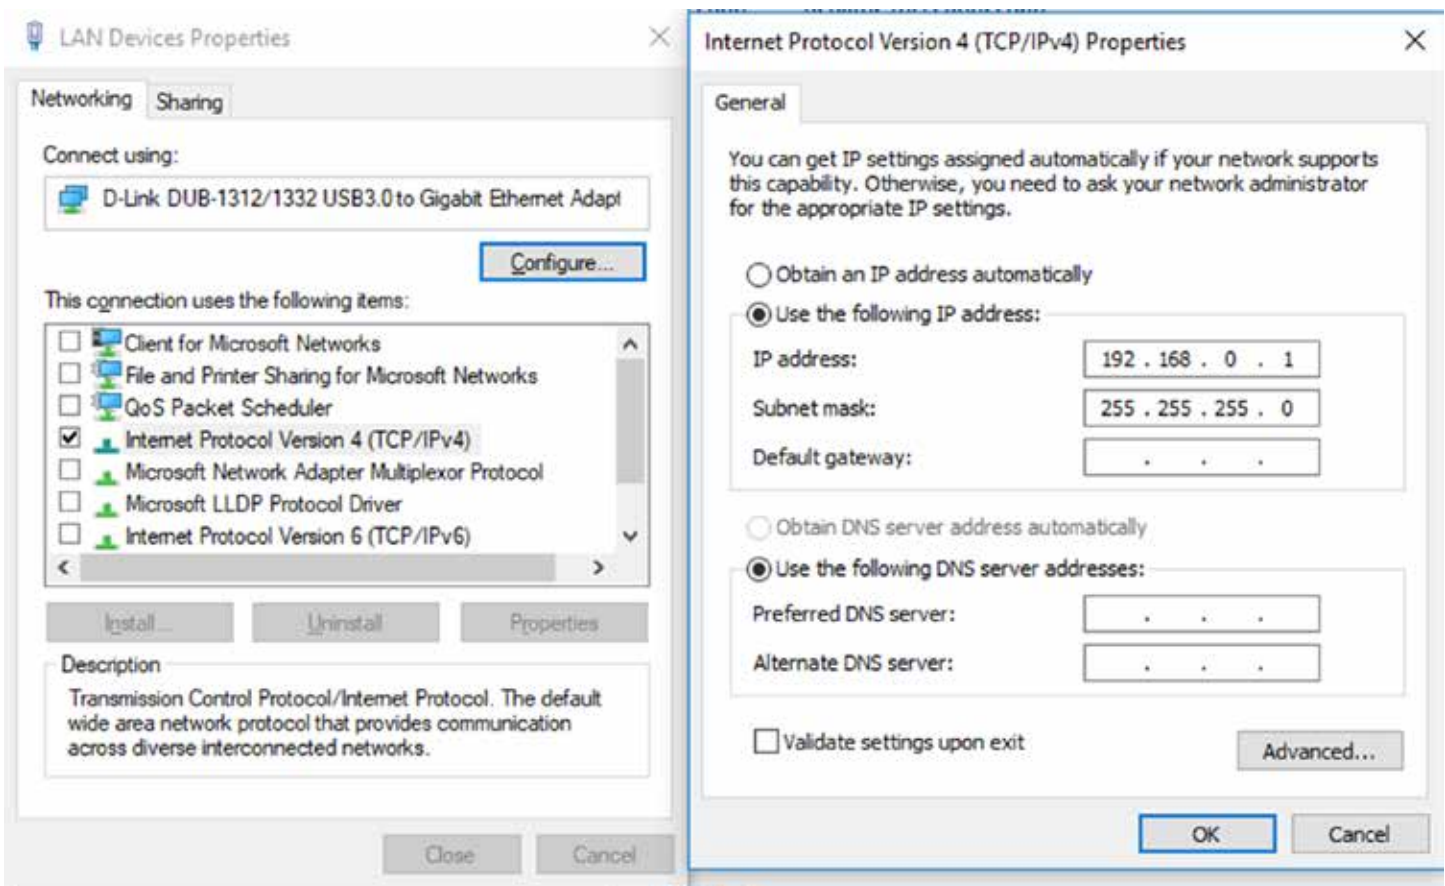 LAN Devices Properties
Networking
Sharing
Connect using:
D-Link DUB-1312/1332 USB3.0 to Gigabit Ethernet Adapt
Configure...
This connection uses the following items:
Client for Microsoft Networks
File and Printer Sharing for Microsoft Networks
QoS Packet Scheduler
Internet Protocol Version 4 (TCP/IPv4)
Microsoft Network Adapter Multiplexor Protocol
Microsoft LLDP Protocol Driver
Internet Protocol Version 6 (TCP/IPv6)
Install...
Uninstall
Properties
Description
Transmission Control Protocol/Internet Protocol. The default
wide area network protocol that provides communication
across diverse interconnected networks.
Close
Cancel
Internet Protocol Version 4 (TCP/IPv4) Properties
General
You can get IP settings assigned automatically if your network supports
this capability. Otherwise, you need to ask your network administrator
for the appropriate IP settings.
Obtain an IP address automatically
Use the following IP address:
IP address:
192 . 168 . 0 . 1
Subnet mask:
255 . 255 . 255 . 0
Default gateway:
. . .
Obtain DNS server address automatically
Use the following DNS server addresses:
Preferred DNS server:
. . .
Alternate DNS server:
. . .
Validate settings upon exit
Advanced...
OK
Cancel